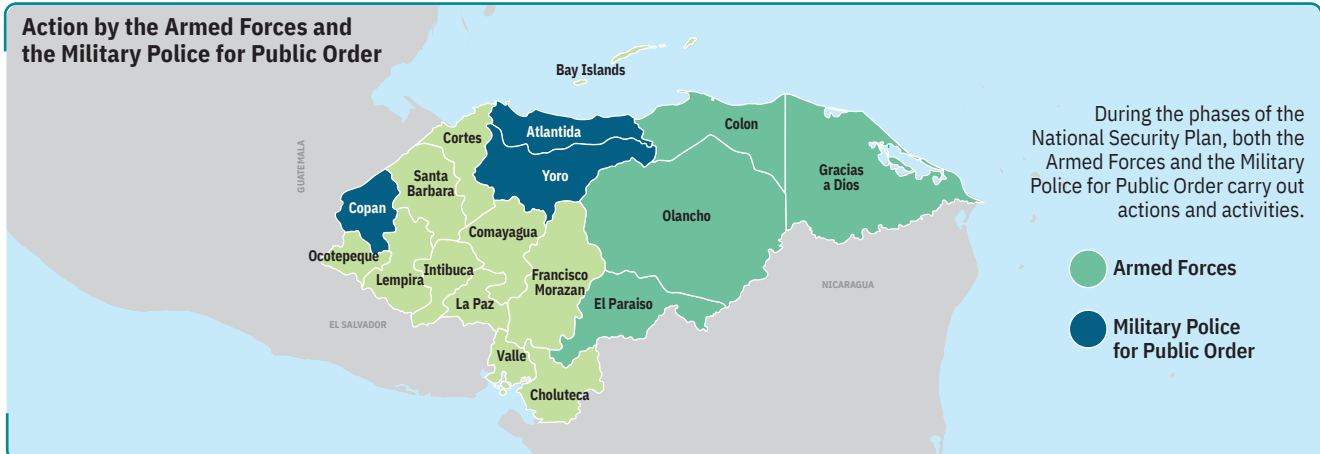 Action by the Armed Forces and
the Military Police for Public Order
Bay Islands
Cortes
Atlantida
Colon
GUATEMALA
Santa
Barbara
Yoro
Gracias
a Dios
Copan
Olancho
Comayagua
Ocotepeque
Intibuca
Lempira
Francisco
Morazan
La Paz
El Paraiso
NICARAGUA
EL SALVADOR
Valle
Choluteca
During the phases of the
National Security Plan, both the
Armed Forces and the Military
Police for Public Order carry out
actions and activities.
Armed Forces
Military Police
for Public Order